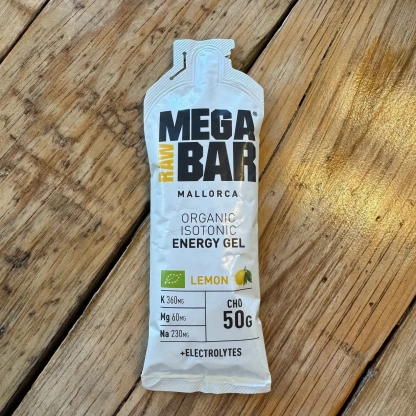 MEGA®
RAW BAR
MALLORCA
ORGANIC
ISOTONIC
ENERGY GEL
LEMON
K 360MG
Mg 60MG
Na 230MG
CHO
50G
+ELECTROLYTES